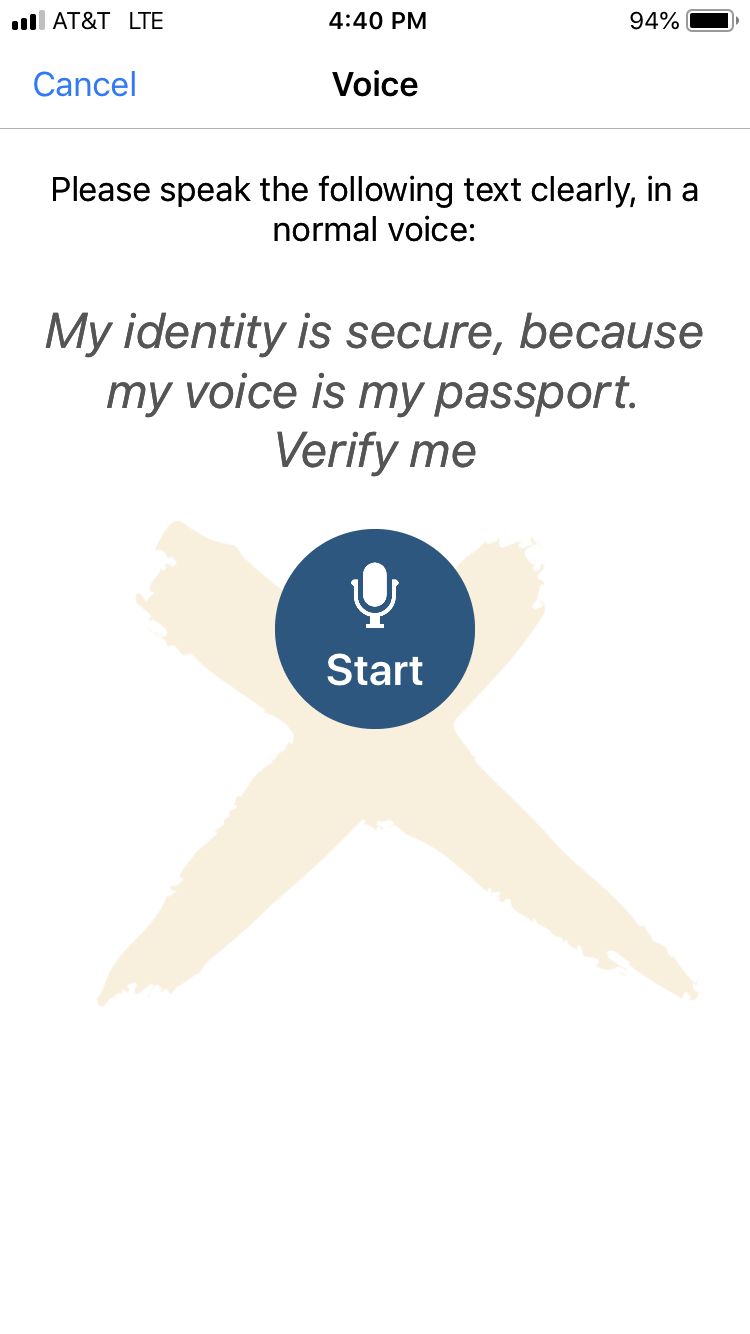 AT&T LTE 4:40 PM 94%
Cancel Voice
Please speak the following text clearly, in a
normal voice:
My identity is secure, because
my voice is my passport.
Verify me
Start